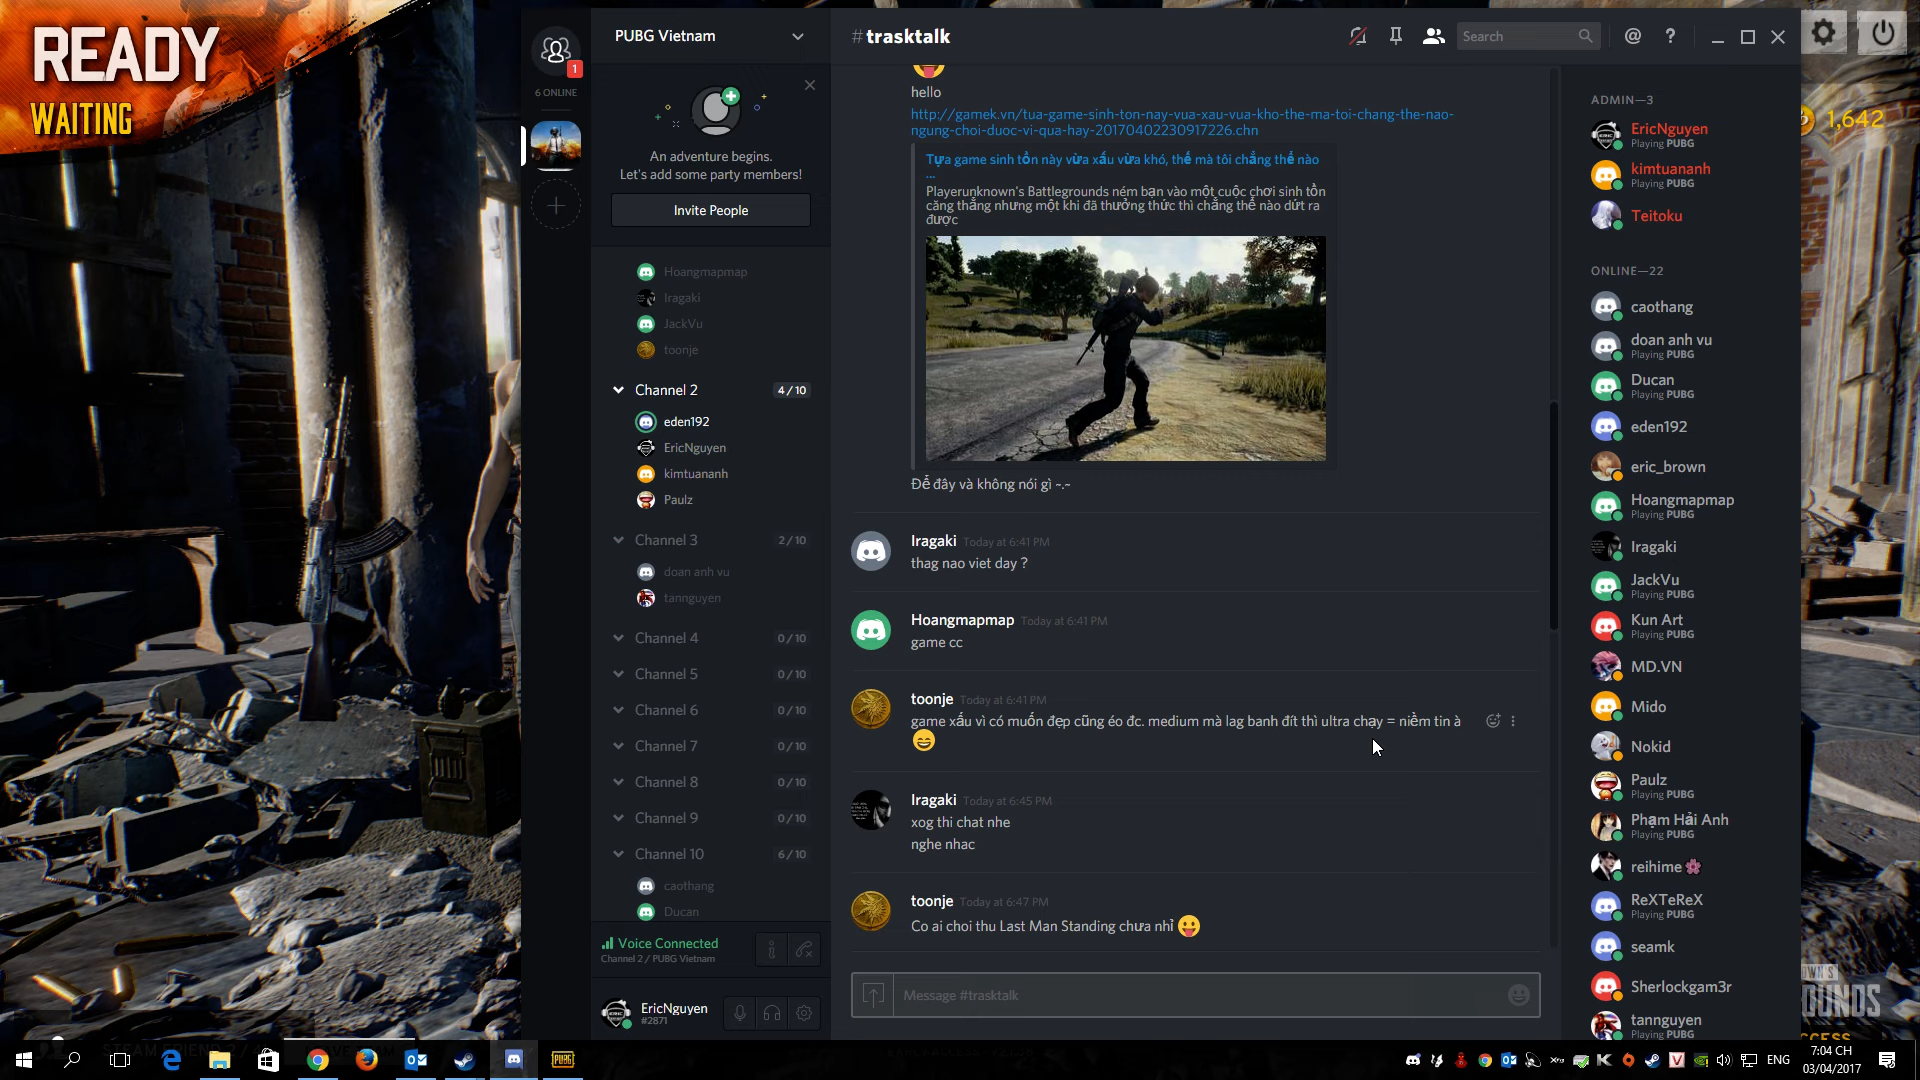 READY
WAITING
1
6 ONLINE
PUBG Vietnam
An adventure begins.
Let's add some party members!
Invite People
Hoangmapmap
Iragaki
JackVu
toonje
Channel 2
4/10
eden192
EricNguyen
kimtuananh
Paulz
Channel 3
2/10
doan anh vu
tannguyen
Channel 4
0/10
Channel 5
0/10
Channel 6
0/10
Channel 7
0/10
Channel 8
0/10
Channel 9
0/10
Channel 10
6/10
caothang
Ducan
Voice Connected
Channel 2 / PUBG Vietnam
EricNguyen
#2871
#trasktalk
Search
hello
http://gamek.vn/tua-game-sinh-ton-nay-vua-xau-vua-kho-the-ma-toi-chang-the-nao-
ngung-choi-duoc-vi-qua-hay-20170402230917226.chn
Tựa game sinh tồn này vừa xấu vừa khó, thế mà tôi chẳng thể nào
...
Playerunknown's Battlegrounds ném bạn vào một cuộc chơi sinh tồn
căng thẳng nhưng một khi đã thưởng thức thì chẳng thể nào dứt ra
được
Để đây và không nói gì ~.~
Iragaki Today at 6:41 PM
thag nao viet day ?
Hoangmapmap Today at 6:41 PM
game cc
toonje Today at 6:41 PM
game xấu vì có muốn đẹp cũng éo đc. medium mà lag banh đít thì ultra chạy = niềm tin à
😄
Iragaki Today at 6:45 PM
xog thi chat nhe
nghe nhac
toonje Today at 6:47 PM
Co ai choi thu Last Man Standing chưa nhỉ 😛
Message #trasktalk
ADMIN—3
EricNguyen
Playing PUBG
kimtuananh
Playing PUBG
Teitoku
ONLINE—22
caothang
doan anh vu
Playing PUBG
Ducan
Playing PUBG
eden192
eric_brown
Hoangmapmap
Playing PUBG
Iragaki
JackVu
Playing PUBG
Kun Art
Playing PUBG
MD.VN
Mido
Nokid
Paulz
Playing PUBG
Phạm Hải Anh
Playing PUBG
reihime 🌸
ReXTeReX
Playing PUBG
seamk
Sherlockgam3r
tannguyen
Playing PUBG
1,642
PUBG
ENG
7:04 CH
03/04/2017